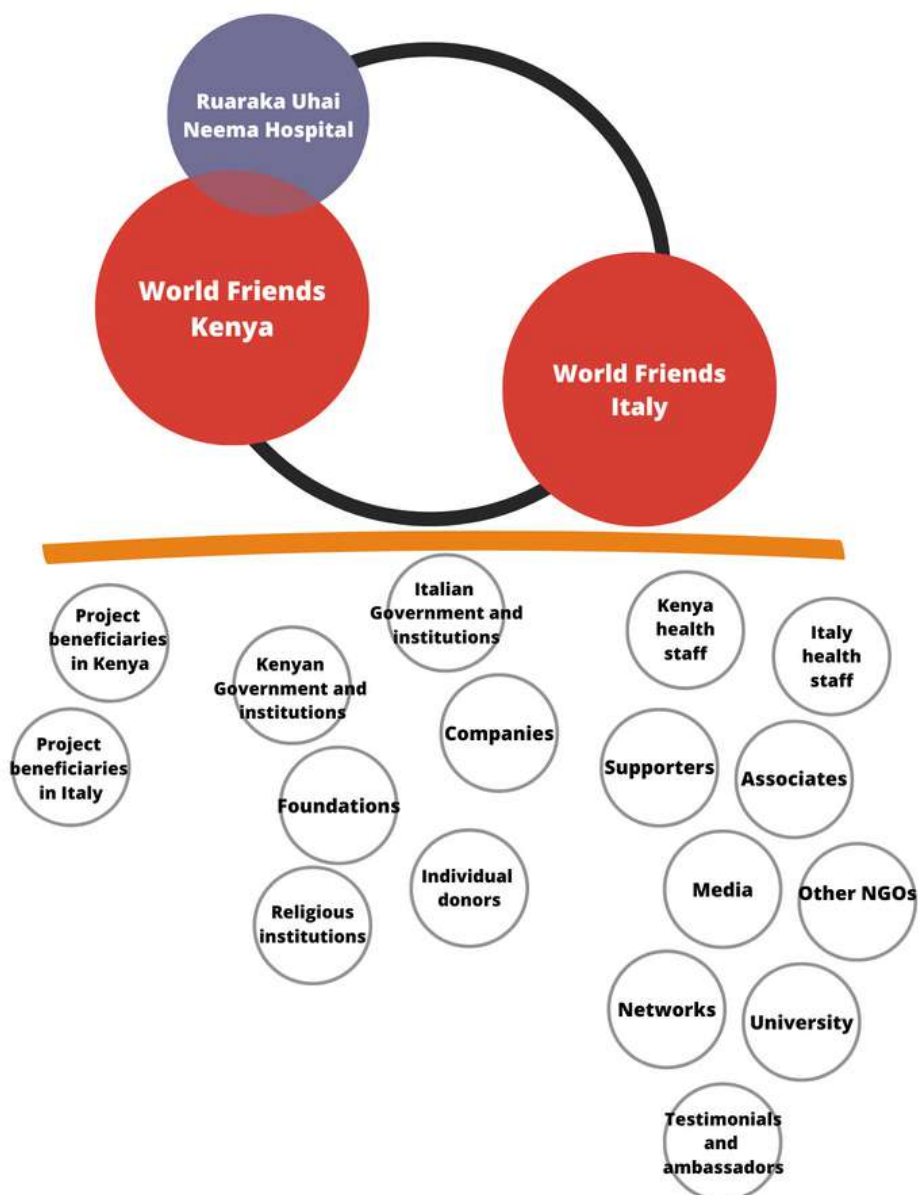 Ruaraka Uhai
Neema Hospital
World Friends
Kenya
World Friends
Italy
Project
beneficiaries
in Kenya
Project
beneficiaries
in Italy
Kenyan
Government and
institutions
Italian
Government and
institutions
Companies
Foundations
Individual
donors
Religious
institutions
Kenya
health
staff
Italy
health
staff
Supporters
Associates
Media
Other NGOs
Networks
University
Testimonials
and
ambassadors